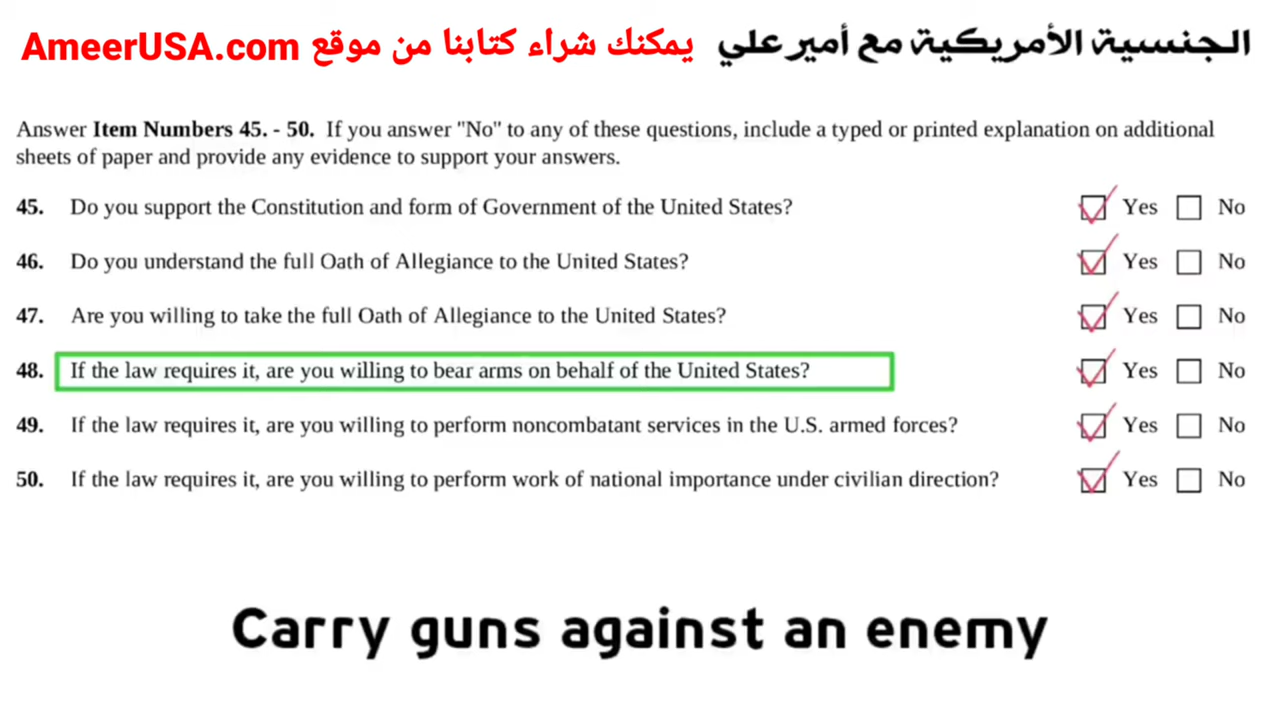 الجنسية الأمريكية مع أمير علي يمكنك شراء كتابنا من موقع AmeerUSA.com
Answer Item Numbers 45. - 50. If you answer "No" to any of these questions, include a typed or printed explanation on additional
sheets of paper and provide any evidence to support your answers.
45. Do you support the Constitution and form of Government of the United States? Yes No
46. Do you understand the full Oath of Allegiance to the United States? Yes No
47. Are you willing to take the full Oath of Allegiance to the United States? Yes No
48. If the law requires it, are you willing to bear arms on behalf of the United States? Yes No
49. If the law requires it, are you willing to perform noncombatant services in the U.S. armed forces? Yes No
50. If the law requires it, are you willing to perform work of national importance under civilian direction? Yes No
Carry guns against an enemy